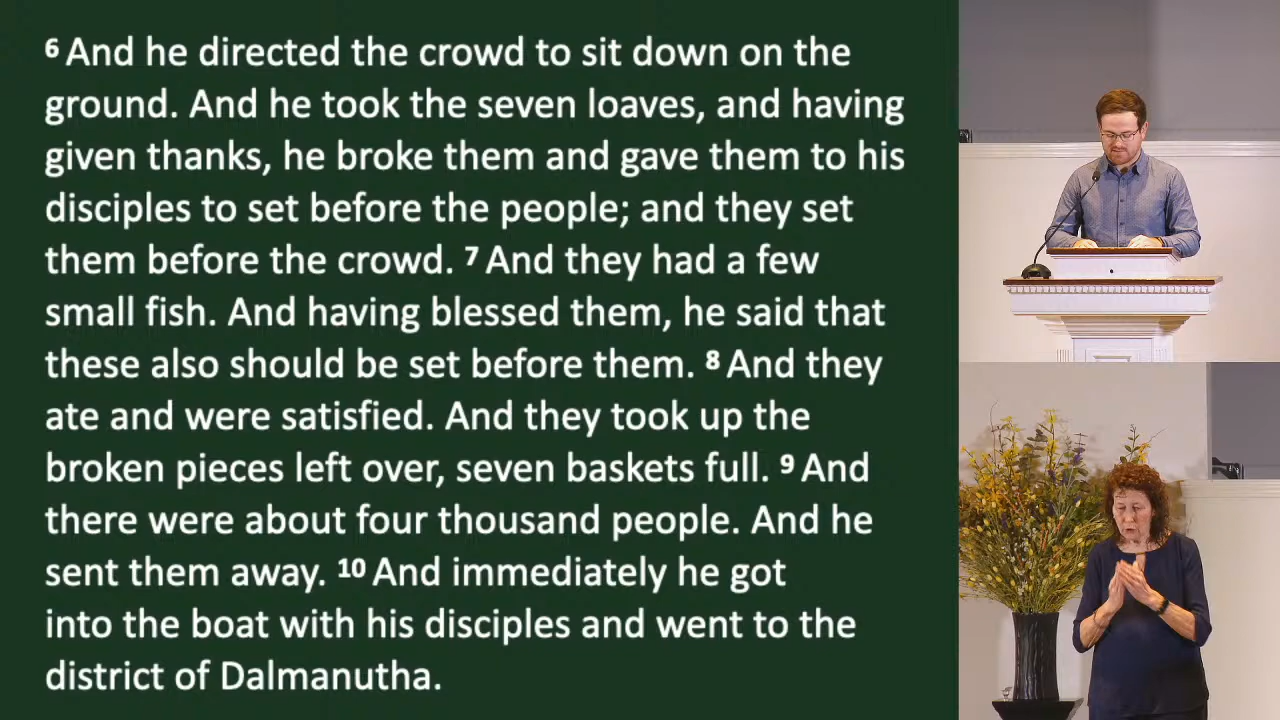 6 And he directed the crowd to sit down on the
ground. And he took the seven loaves, and having
given thanks, he broke them and gave them to his
disciples to set before the people; and they set
them before the crowd. 7 And they had a few
small fish. And having blessed them, he said that
these also should be set before them. 8 And they
ate and were satisfied. And they took up the
broken pieces left over, seven baskets full. 9 And
there were about four thousand people. And he
sent them away. 10 And immediately he got
into the boat with his disciples and went to the
district of Dalmanutha.